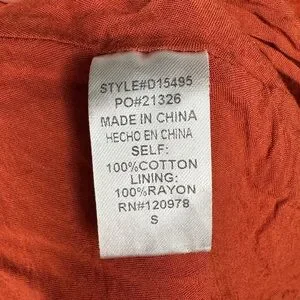 STYLE#D15495
PO#21326
MADE IN CHINA
HECHO EN CHINA
SELF:
100%COTTON
LINING:
100%RAYON
RN#120978
S